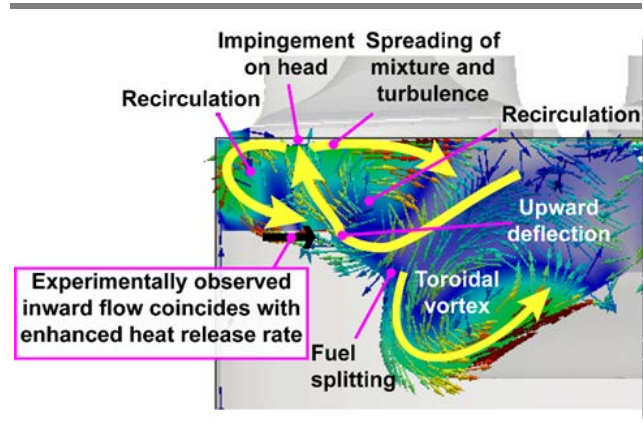 Impingement
on head
Spreading of
mixture and
turbulence
Recirculation
Recirculation
Upward
deflection
Experimentally observed
inward flow coincides with
enhanced heat release rate
Toroidal
vortex
Fuel
splitting